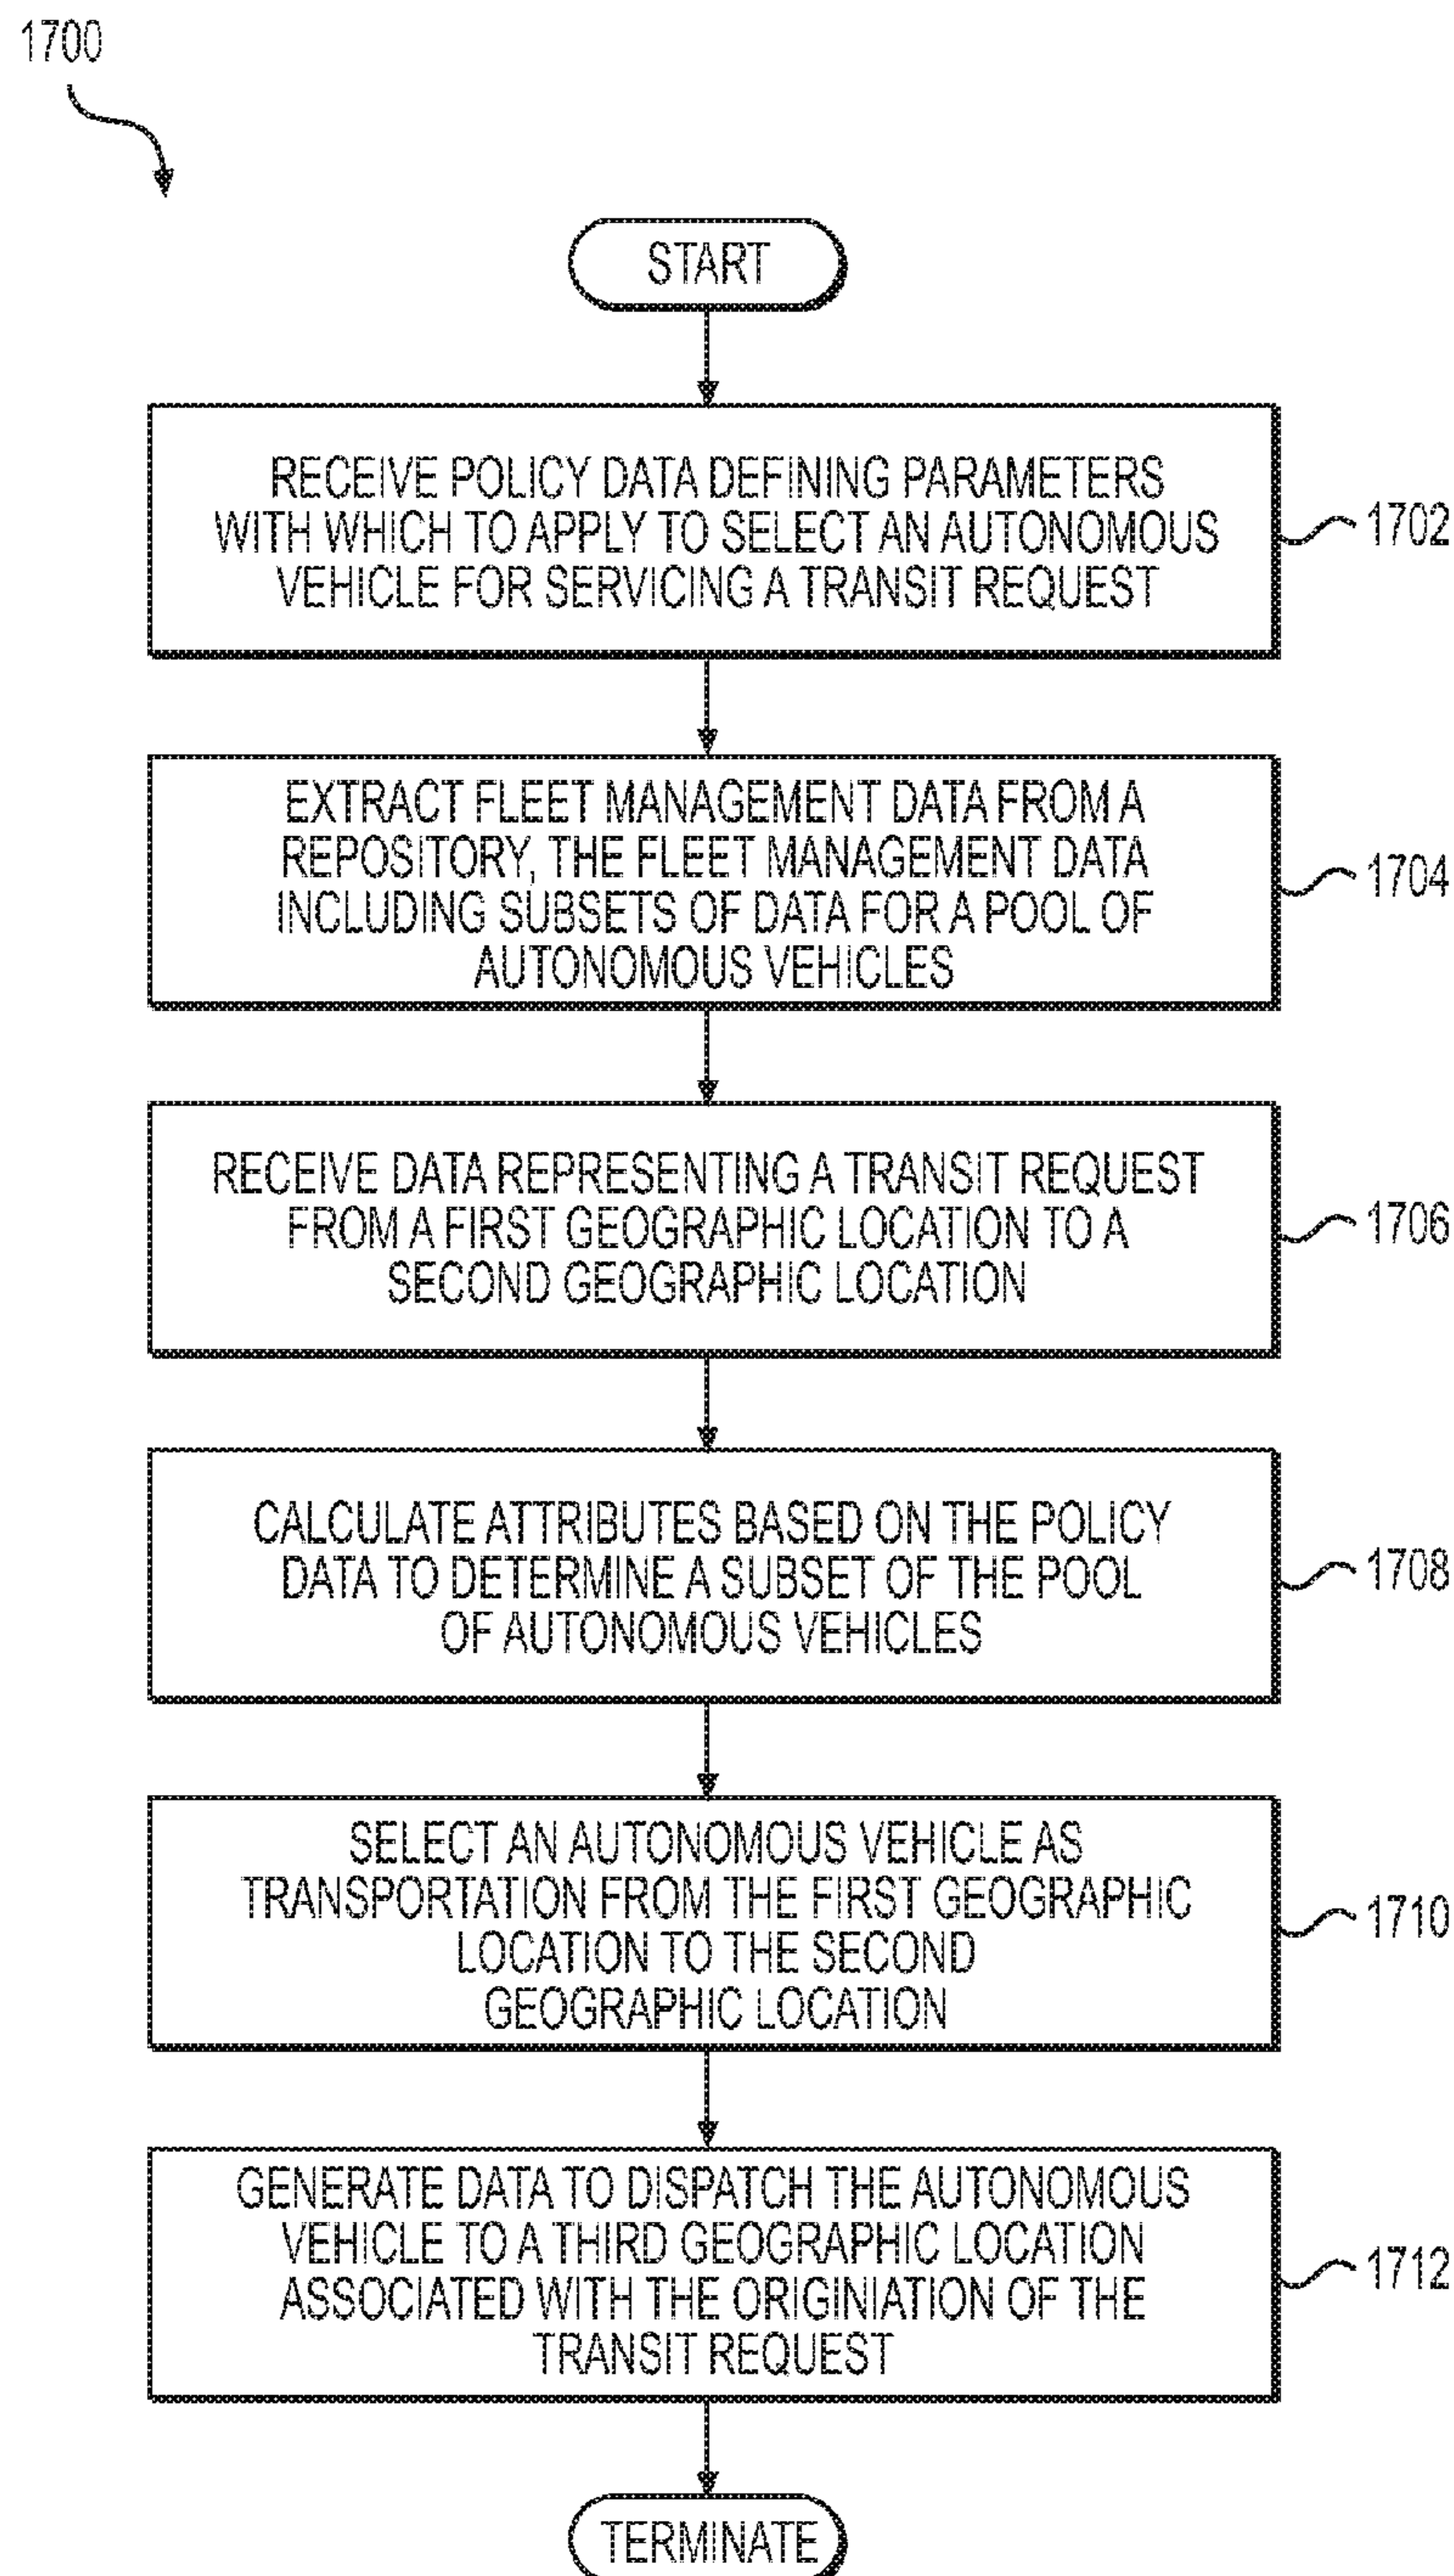 1700
START
RECEIVE POLICY DATA DEFINING PARAMETERS
WITH WHICH TO APPLY TO SELECT AN AUTONOMOUS
VEHICLE FOR SERVICING A TRANSIT REQUEST
1702
EXTRACT FLEET MANAGEMENT DATA FROM A
REPOSITORY, THE FLEET MANAGEMENT DATA
INCLUDING SUBSETS OF DATA FOR A POOL OF
AUTONOMOUS VEHICLES
1704
RECEIVE DATA REPRESENTING A TRANSIT REQUEST
FROM A FIRST GEOGRAPHIC LOCATION TO A
SECOND GEOGRAPHIC LOCATION
1706
CALCULATE ATTRIBUTES BASED ON THE POLICY
DATA TO DETERMINE A SUBSET OF THE POOL
OF AUTONOMOUS VEHICLES
1708
SELECT AN AUTONOMOUS VEHICLE AS
TRANSPORTATION FROM THE FIRST GEOGRAPHIC
LOCATION TO THE SECOND
GEOGRAPHIC LOCATION
1710
GENERATE DATA TO DISPATCH THE AUTONOMOUS
VEHICLE TO A THIRD GEOGRAPHIC LOCATION
ASSOCIATED WITH THE ORIGINIATION OF THE
TRANSIT REQUEST
1712
TERMINATE